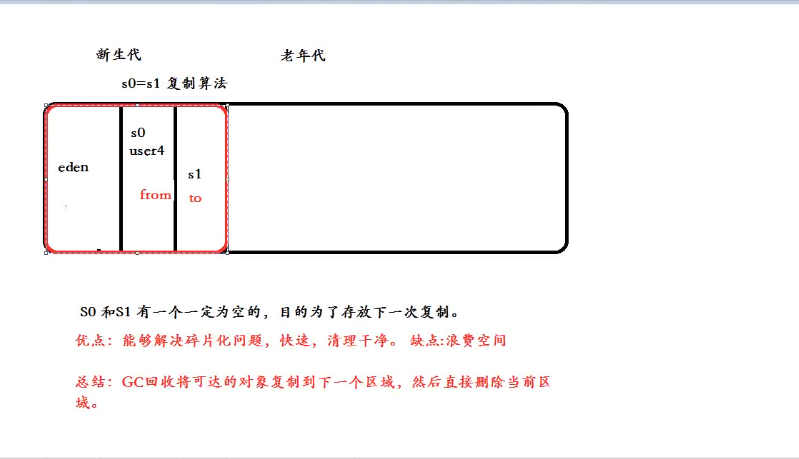 新生代
老年代
s0=s1 复制算法
s0
user4
eden
s1
from
to
S0 和S1 有一个一定为空的，目的为了存放下一次复制。
优点：能够解决碎片化问题，快速，清理干净。 缺点:浪费空间
总结：GC回收将可达的对象复制到下一个区域，然后直接删除当前区
域。